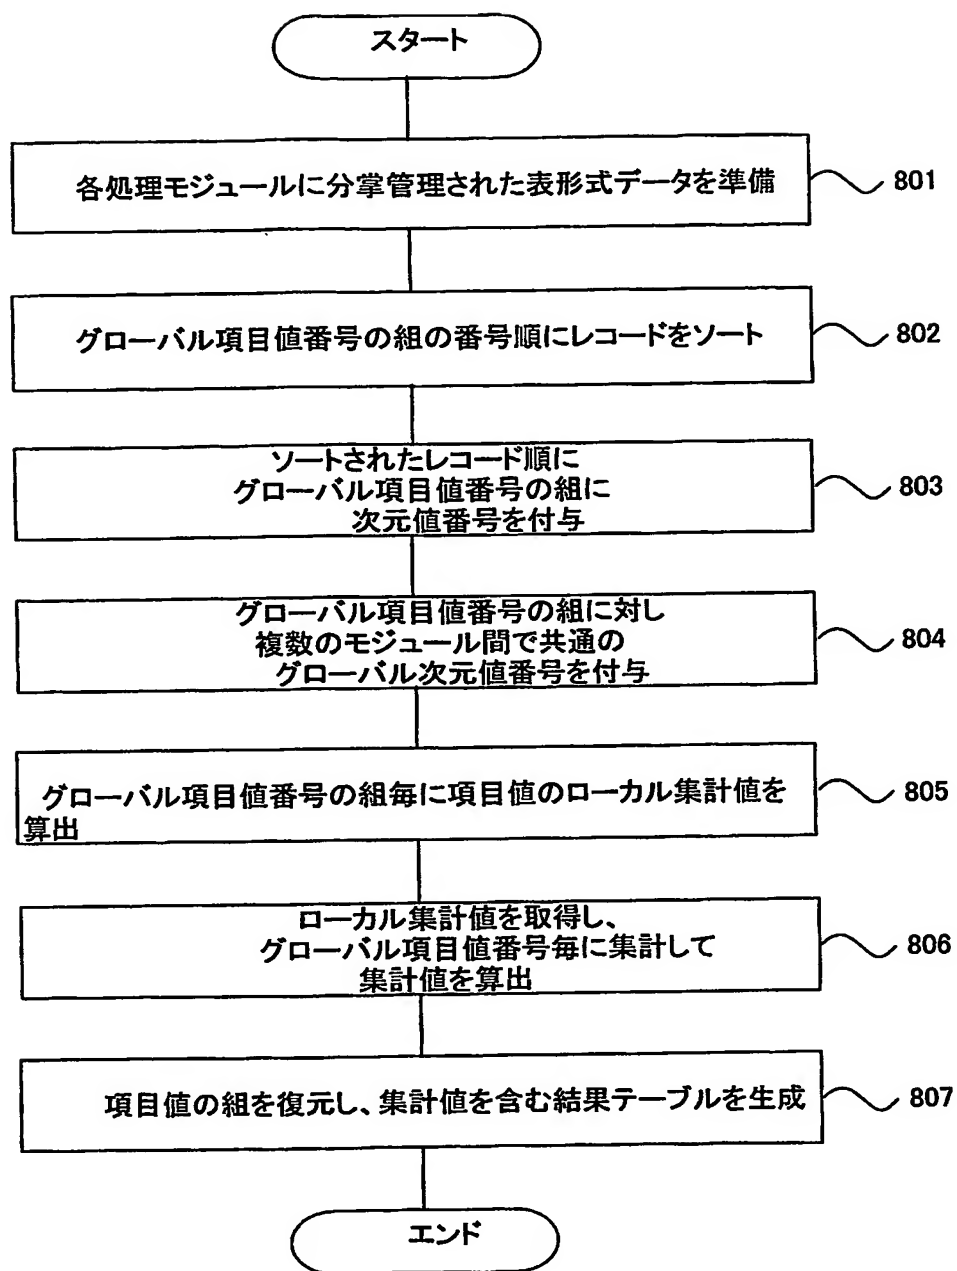 スタート
各処理モジュールに分掌管理された表形式データを準備
801
グローバル項目値番号の組の番号順にレコードをソート
802
ソートされたレコード順に
グローバル項目値番号の組に
次元値番号を付与
803
グローバル項目値番号の組に対し
複数のモジュール間で共通の
グローバル次元値番号を付与
804
グローバル項目値番号の組毎に項目値のローカル集計値を
算出
805
ローカル集計値を取得し、
グローバル項目値番号毎に集計して
集計値を算出
806
項目値の組を復元し、集計値を含む結果テーブルを生成
807
エンド